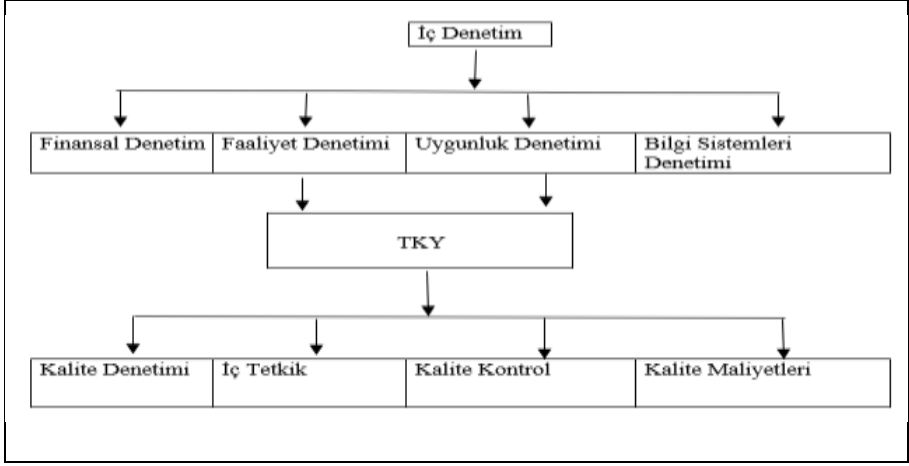 İç Denetim
Finansal Denetim
Faaliyet Denetimi
Uygunluk Denetimi
Bilgi Sistemleri
Denetimi
TKY
Kalite Denetimi
İç Tetkik
Kalite Kontrol
Kalite Maliyetleri